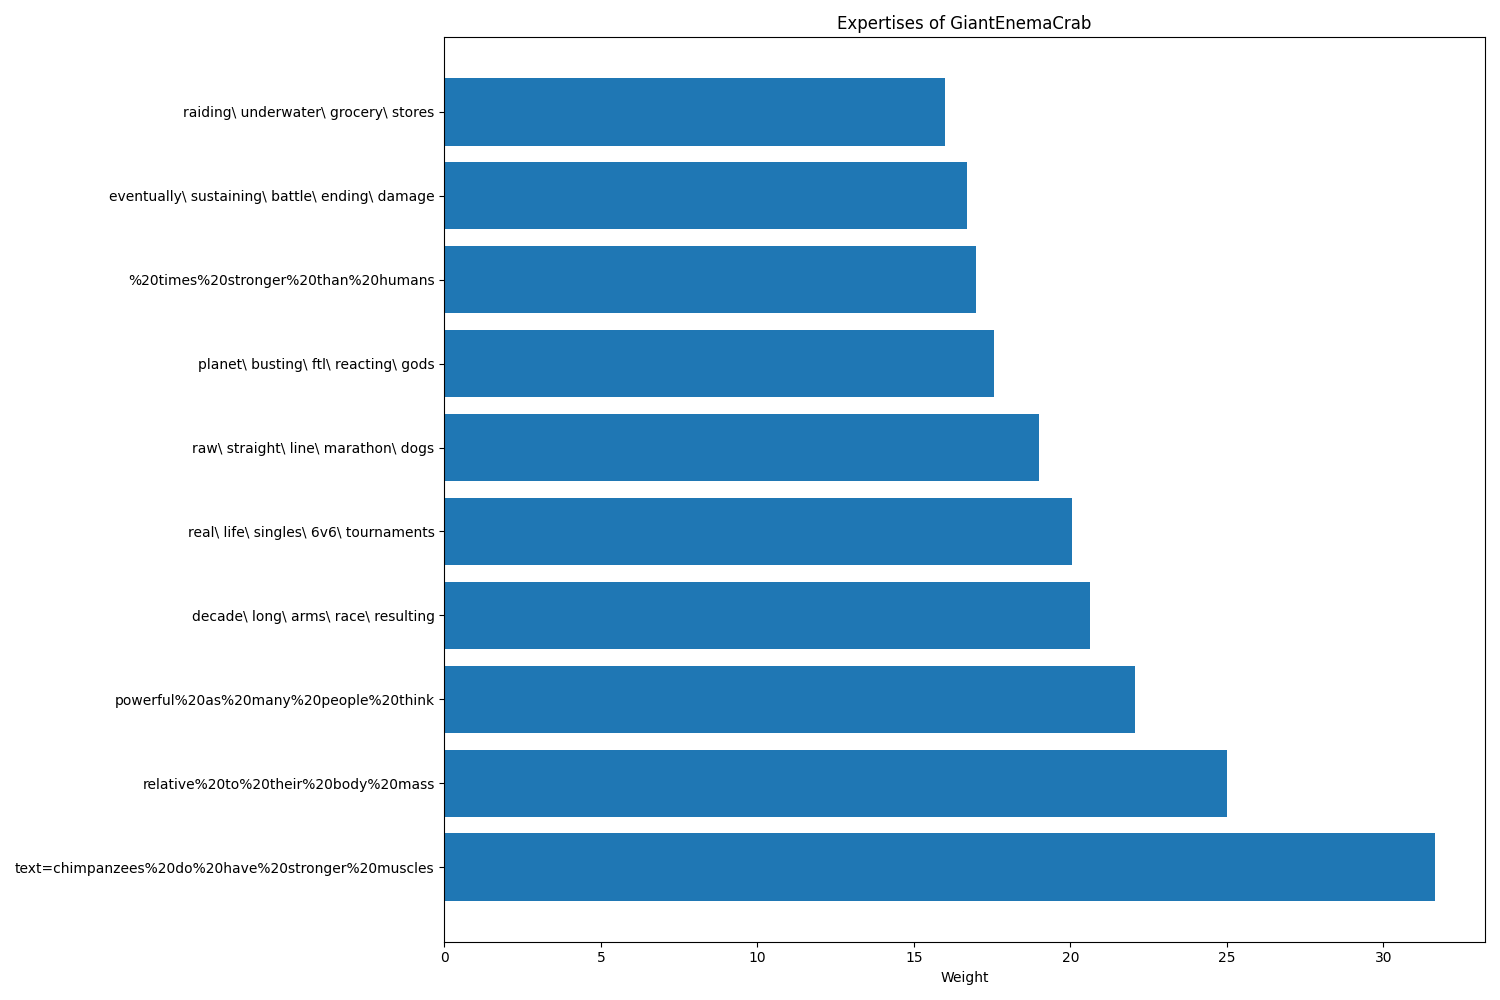 Expertises of GiantEnemaCrab
raiding\ underwater\ grocery\ stores
eventually\ sustaining\ battle\ ending\ damage
%20times%20stronger%20than%20humans
planet\ busting\ ftl\ reacting\ gods
raw\ straight\ line\ marathon\ dogs
real\ life\ singles\ 6v6\ tournaments
decade\ long\ arms\ race\ resulting
powerful%20as%20many%20people%20think
relative%20to%20their%20body%20mass
text=chimpanzees%20do%20have%20stronger%20muscles
0 5 10 15 20 25 30
Weight